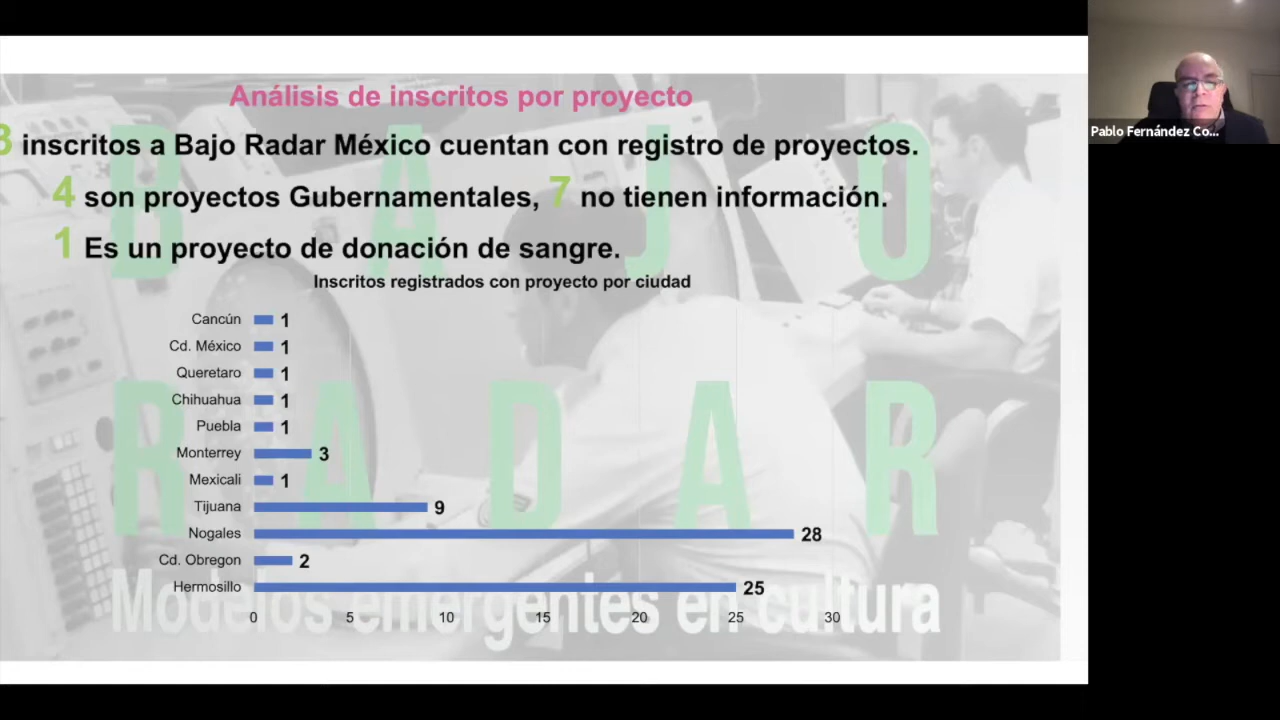 Análisis de inscritos por proyecto
inscritos a Bajo Radar México cuentan con registro de proyectos.
4 son proyectos Gubernamentales, 7 no tienen información.
1 Es un proyecto de donación de sangre.
Inscritos registrados con proyecto por ciudad
Cancún 1
Cd. México 1
Queretaro 1
Chihuahua 1
Puebla 1
Monterrey 3
Mexicali 1
Tijuana 9
Nogales 28
Cd. Obregon 2
Hermosillo 25
0 5 10 15 20 25 30
BAJO
RADAR
Modelos emergentes en cultura
Pablo Fernández Co...